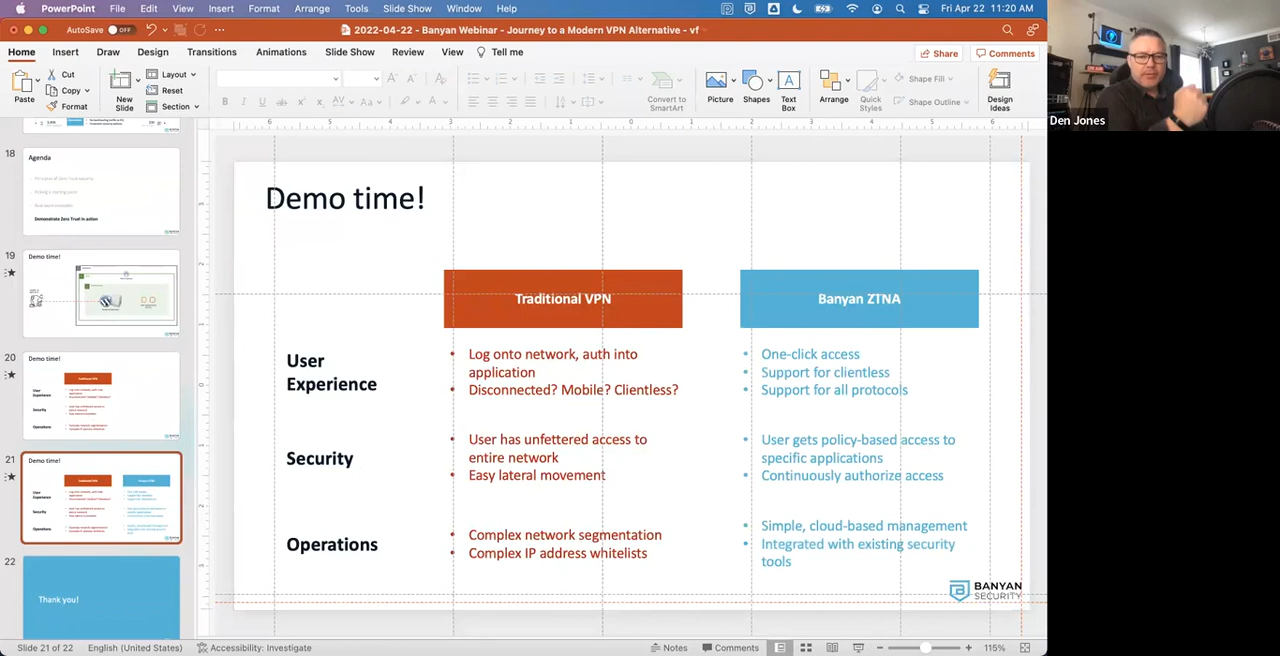 PowerPoint File Edit View Insert Format Arrange Tools Slide Show Window Help Fri Apr 22 11:20 AM
AutoSave OFF 2022-04-22 - Banyan Webinar - Journey to a Modern VPN Alternative - vf
Home Insert Draw Design Transitions Animations Slide Show Review View Tell me Share Comments
Paste
Cut
Copy
Format
New Slide
Layout
Reset
Section
Convert to SmartArt
Picture
Shapes
Text Box
Arrange
Quick Styles
Shape Fill
Shape Outline
Design Ideas
Den Jones
18
Agenda
Demonstrate Zero Trust in action
19
Demo time!
20
Demo time!
21
Demo time!
22
Thank you!
Demo time!
Traditional VPN
Banyan ZTNA
User
Experience
• Log onto network, auth into
application
• Disconnected? Mobile? Clientless?
• One-click access
• Support for clientless
• Support for all protocols
Security
• User has unfettered access to
entire network
• Easy lateral movement
• User gets policy-based access to
specific applications
• Continuously authorize access
Operations
• Complex network segmentation
• Complex IP address whitelists
• Simple, cloud-based management
• Integrated with existing security
tools
BANYAN
SECURITY
Slide 21 of 22 English (United States) Accessibility: Investigate Notes Comments 115%